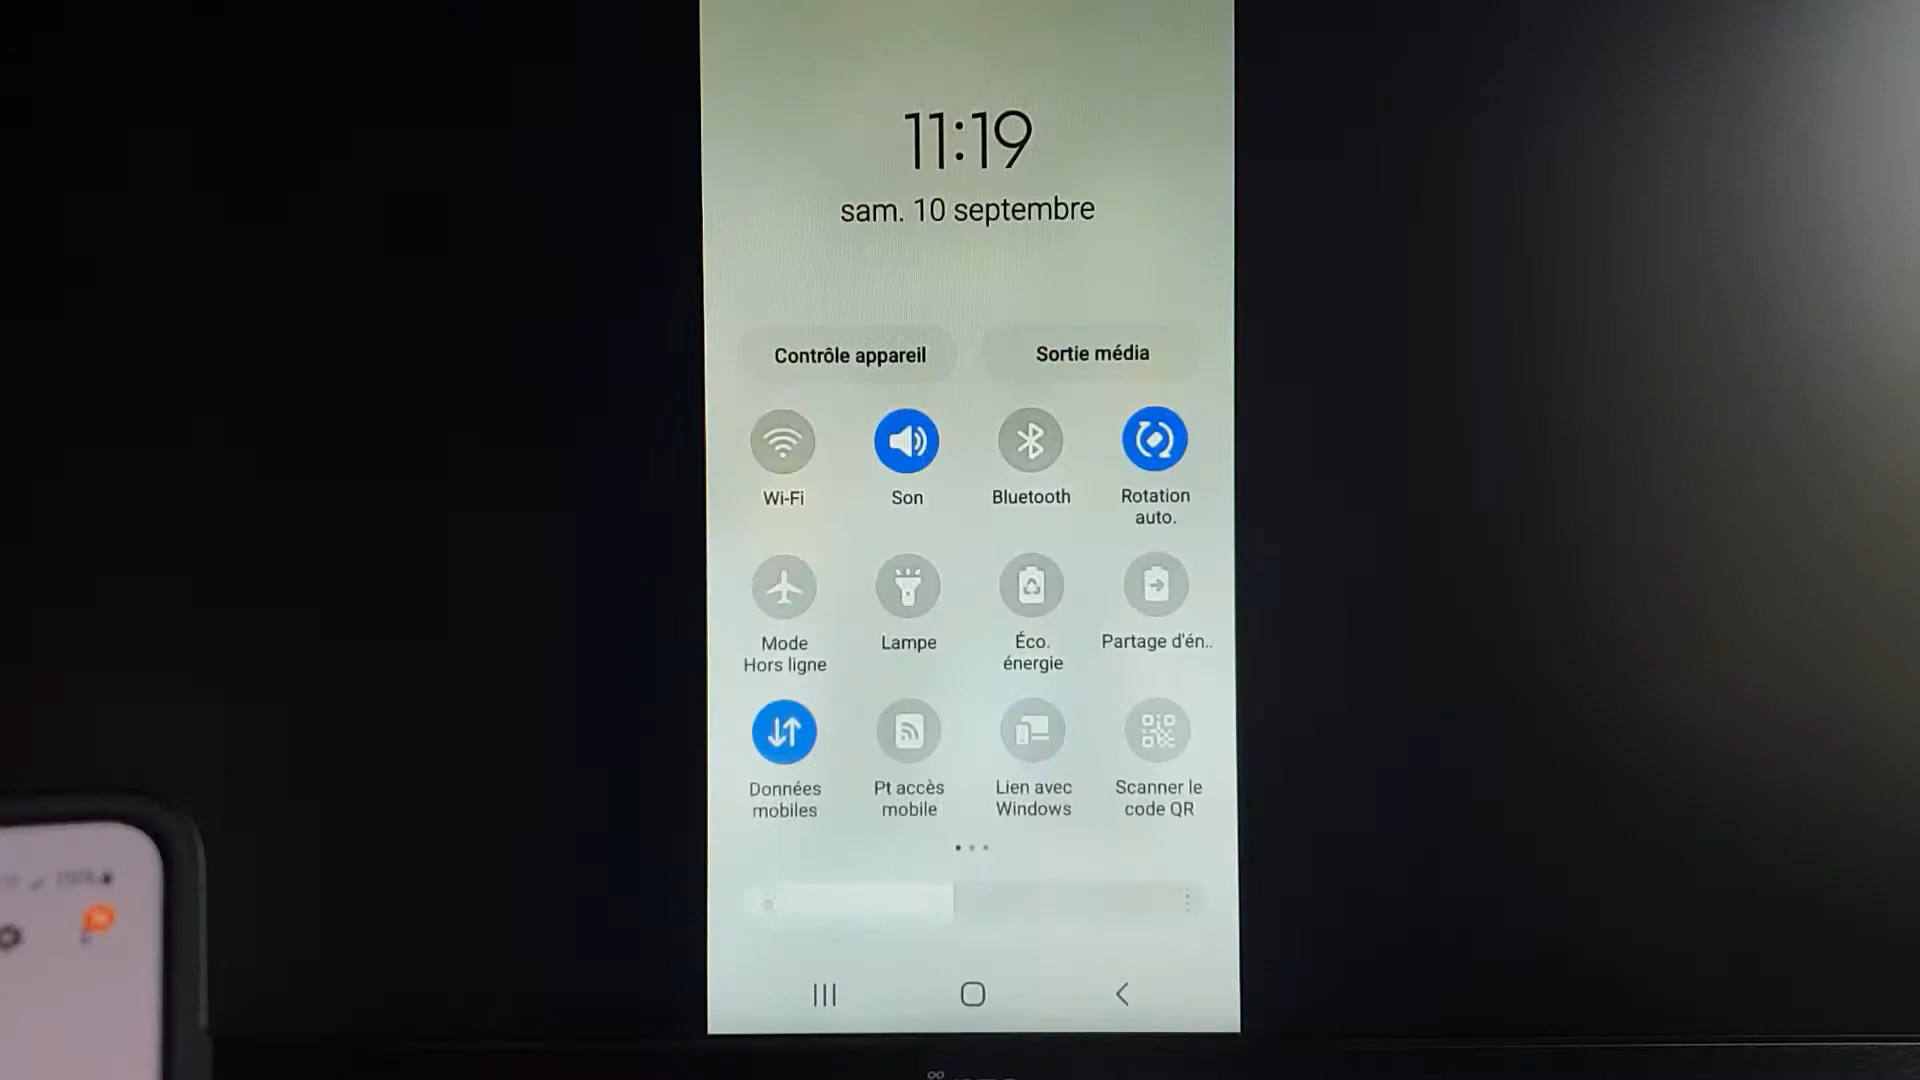 11:19
sam. 10 septembre
Contrôle appareil
Sortie média
Wi-Fi
Son
Bluetooth
Rotation
auto.
Mode
Hors ligne
Lampe
Éco.
énergie
Partage d'én..
Données
mobiles
Pt accès
mobile
Lien avec
Windows
Scanner le
code QR